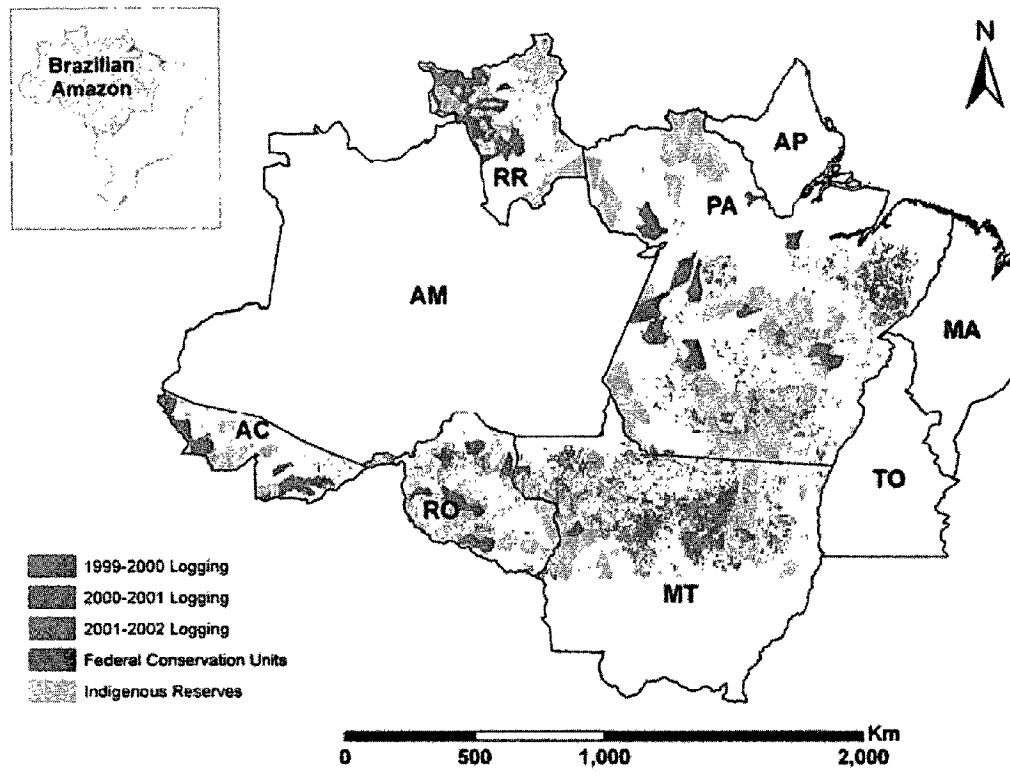 Brazilian
Amazon
N
AP
RR
PA
AM
MA
AC
TO
RO
MT
1999-2000 Logging
2000-2001 Logging
2001-2002 Logging
Federal Conservation Units
Indigenous Reserves
Km
0 500 1,000 2,000